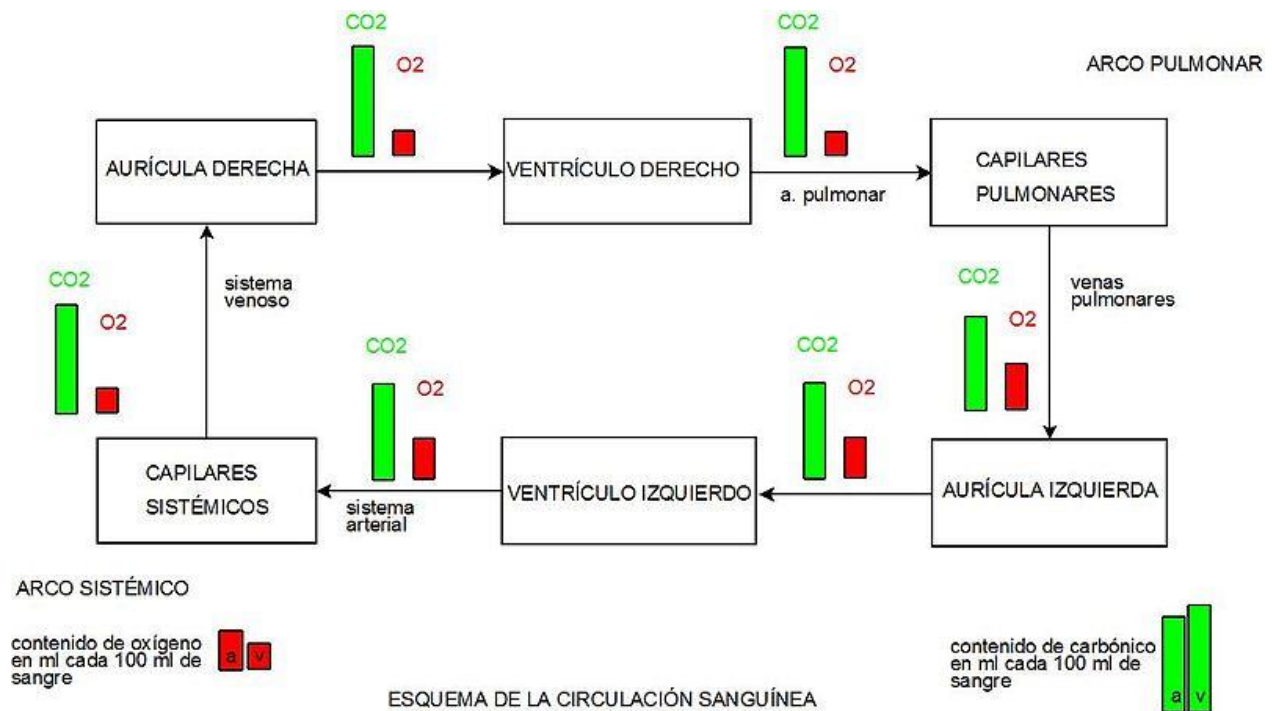 CO2
O2
CO2
O2
ARCO PULMONAR
AURÍCULA DERECHA
VENTRÍCULO DERECHO
a. pulmonar
CAPILARES
PULMONARES
CO2
O2
sistema
venoso
CO2
O2
CO2
O2
CO2
O2
venas
pulmonares
CAPILARES
SISTÉMICOS
sistema
arterial
VENTRÍCULO IZQUIERDO
AURÍCULA IZQUIERDA
ARCO SISTÉMICO
contenido de oxígeno
en ml cada 100 ml de
sangre
a v
contenido de carbónico
en ml cada 100 ml de
sangre
a v
ESQUEMA DE LA CIRCULACIÓN SANGUÍNEA